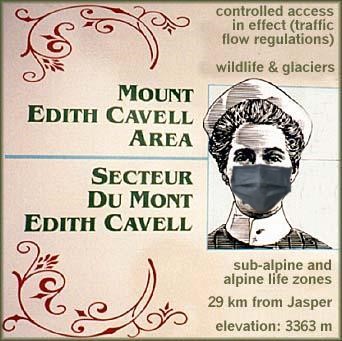 controlled access
in effect (traffic
flow regulations)
wildlife & glaciers
MOUNT
EDITH CAVELL
AREA
SECTEUR
DU MONT
EDITH CAVELL
sub-alpine and
alpine life zones
29 km from Jasper
elevation: 3363 m